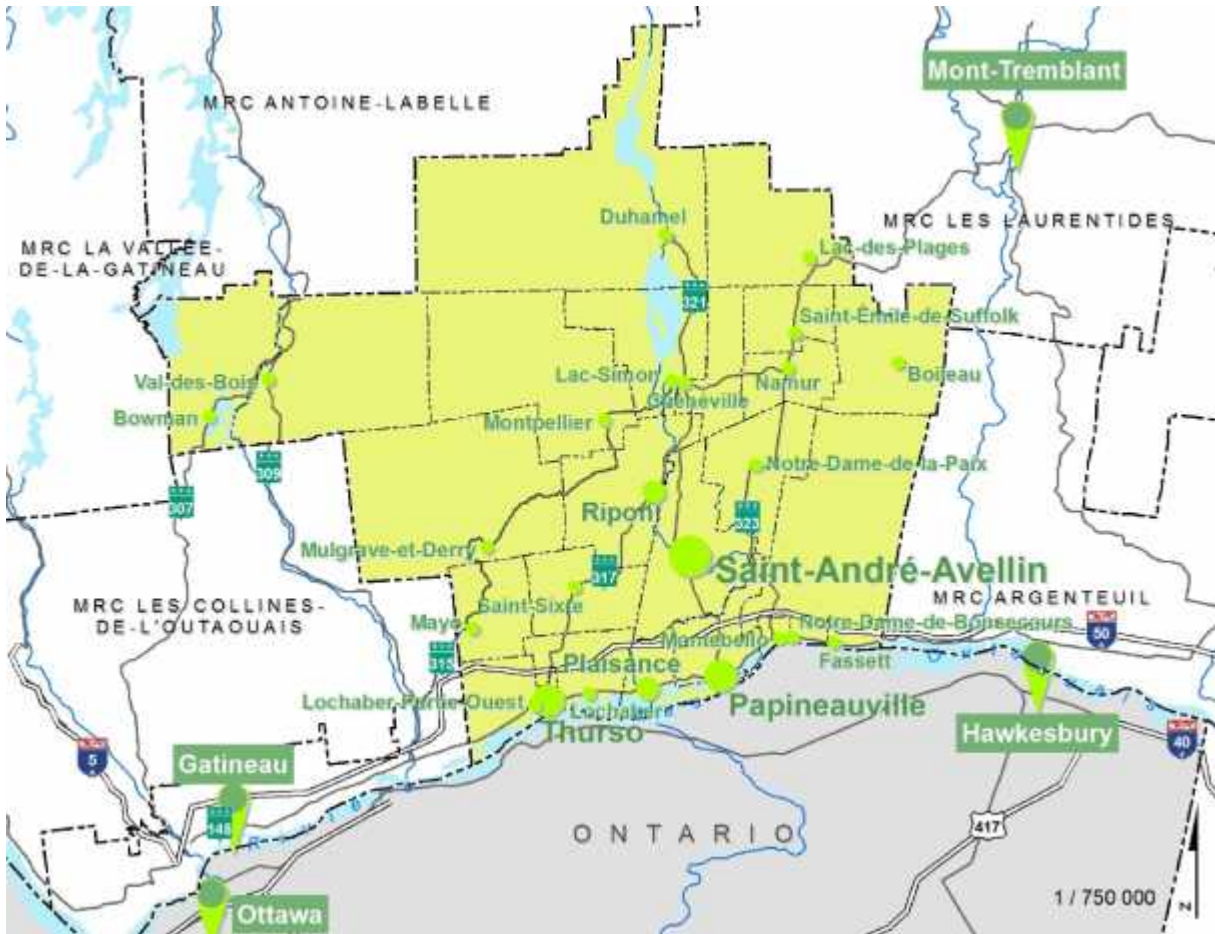 Mont-Tremblant
MRC ANTOINE-LABELLE
Duhamel
MRC LES LAURENTIDES
MRC LA VALLÉE-
DE-LA-GATINEAU
Lac-des-Plages
321
Saint-Émile-de-Suffolk
Val-des-Bois
Lac-Simon
Namur
Boileau
Chénéville
Bowman
Montpellier
309
Notre-Dame-de-la-Paix
307
Ripon
323
Mulgrave-et-Derry
317
Saint-André-Avellin
MRC LES COLLINES-
DE-L'OUTAOUAIS
Saint-Sixte
MRC ARGENTEUIL
Mayo
Montebello
Notre-Dame-de-Bonsecours
50
315
Plaisance
Fassett
Lochaber-Partie-Ouest
Lochaber
Papineauville
Thurso
Hawkesbury
40
5
Gatineau
148
417
ONTARIO
Ottawa
1 / 750 000
N